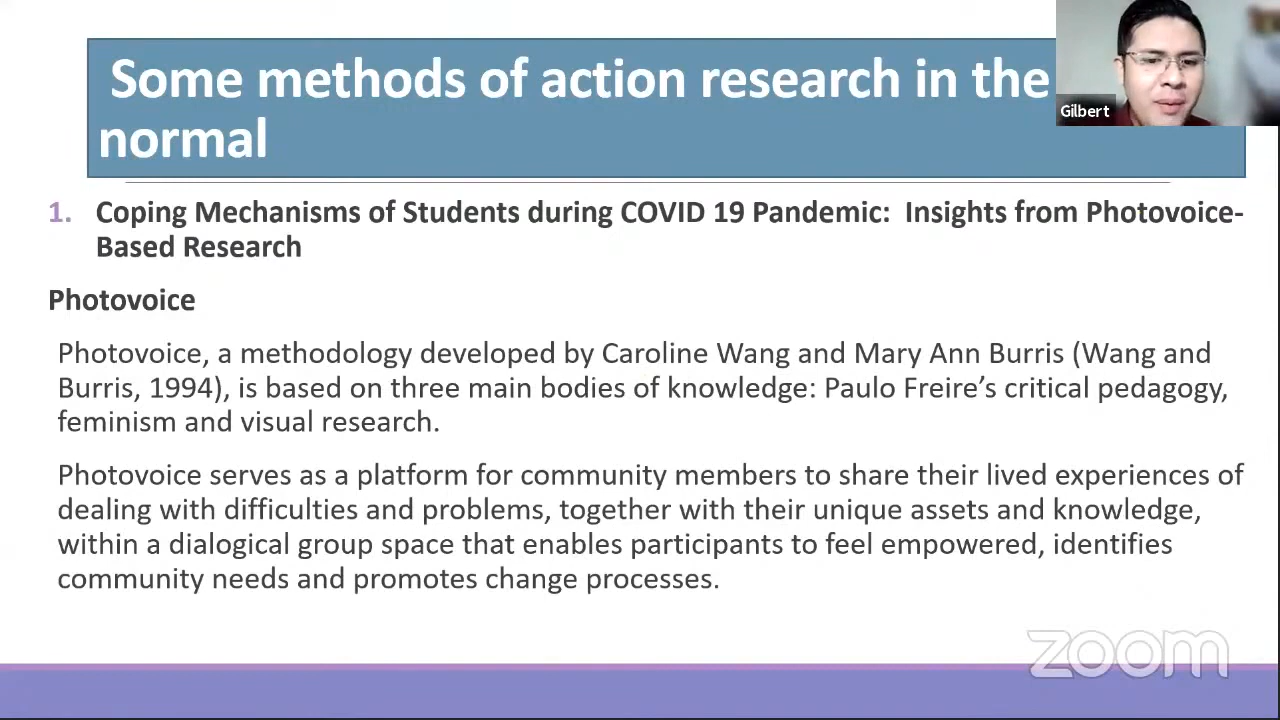 Some methods of action research in the
normal
Gilbert
1. Coping Mechanisms of Students during COVID 19 Pandemic: Insights from Photovoice-
Based Research
Photovoice
Photovoice, a methodology developed by Caroline Wang and Mary Ann Burris (Wang and
Burris, 1994), is based on three main bodies of knowledge: Paulo Freire’s critical pedagogy,
feminism and visual research.
Photovoice serves as a platform for community members to share their lived experiences of
dealing with difficulties and problems, together with their unique assets and knowledge,
within a dialogical group space that enables participants to feel empowered, identifies
community needs and promotes change processes.
zoom